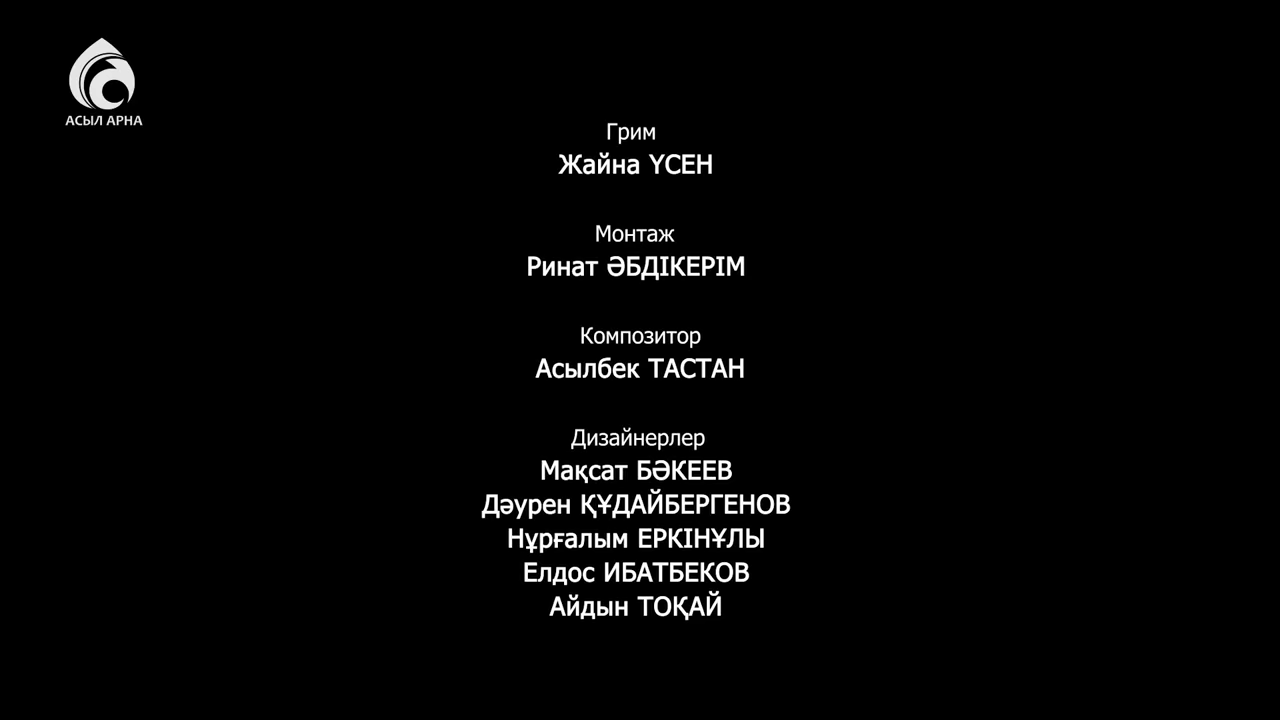 АСЫЛ АРНА
Грим
Жайна ҮСЕН
Монтаж
Ринат ӘБДІКЕРІМ
Композитор
Асылбек ТАСТАН
Дизайнерлер
Мақсат БӘКЕЕВ
Дәурен ҚҰДАЙБЕРГЕНОВ
Нұрғалым ЕРКІНҰЛЫ
Елдос ИБАТБЕКОВ
Айдын ТОҚАЙ